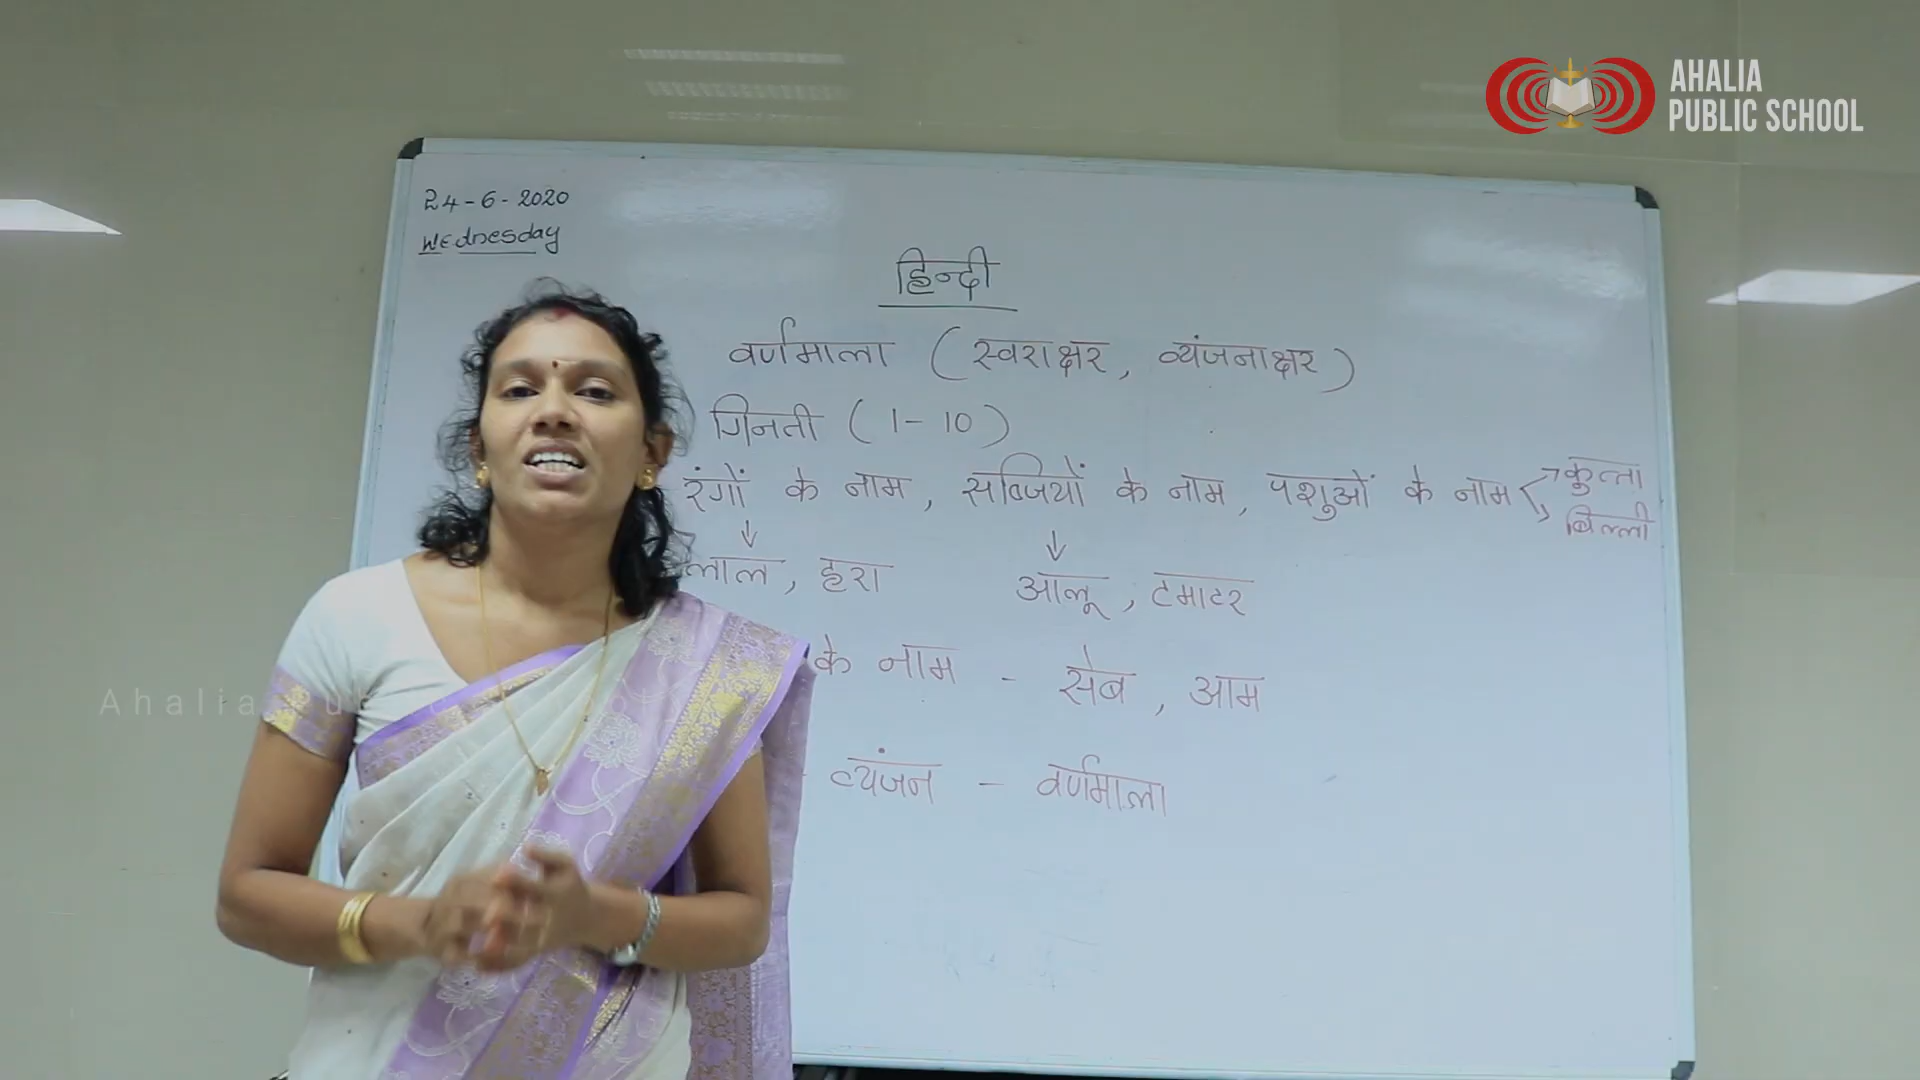 AHALIA
PUBLIC SCHOOL
24-6-2020
Wednesday
हिन्दी
वर्णमाला (स्वराक्षर, व्यंजनाक्षर)
गिनती (1-10)
रंगों के नाम, सब्जियों के नाम, पशुओं के नाम
कुत्ता
बिल्ली
लाल, हरा
आलू, टमाटर
के नाम - सेब, आम
- व्यंजन - वर्णमाला